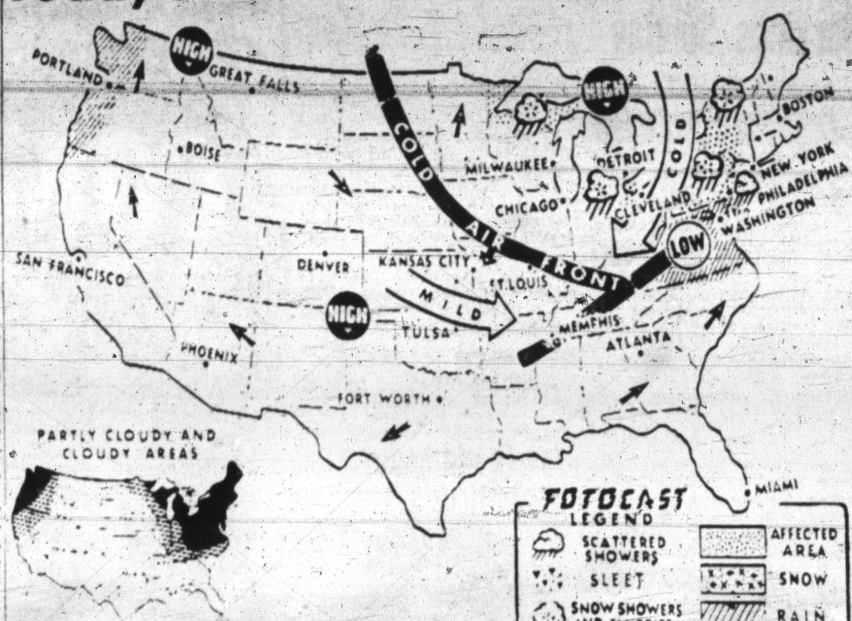 HIGH
PORTLAND
GREAT FALLS
HIGH
BOSTON
COLD
COLD
BOISE
MILWAUKEE
DETROIT
NEW YORK
CHICAGO
CLEVELAND
PHILADELPHIA
WASHINGTON
AIR
LOW
SAN FRANCISCO
DENVER
KANSAS CITY
FRONT
ST. LOUIS
MILD
HIGH
TULSA
MEMPHIS
ATLANTA
PHOENIX
FORT WORTH
PARTLY CLOUDY AND
CLOUDY AREAS
MIAMI
FOTOCAST
LEGEND
SCATTERED
SHOWERS
AFFECTED
AREA
SLEET
SNOW
SNOW SHOWERS
RAIN